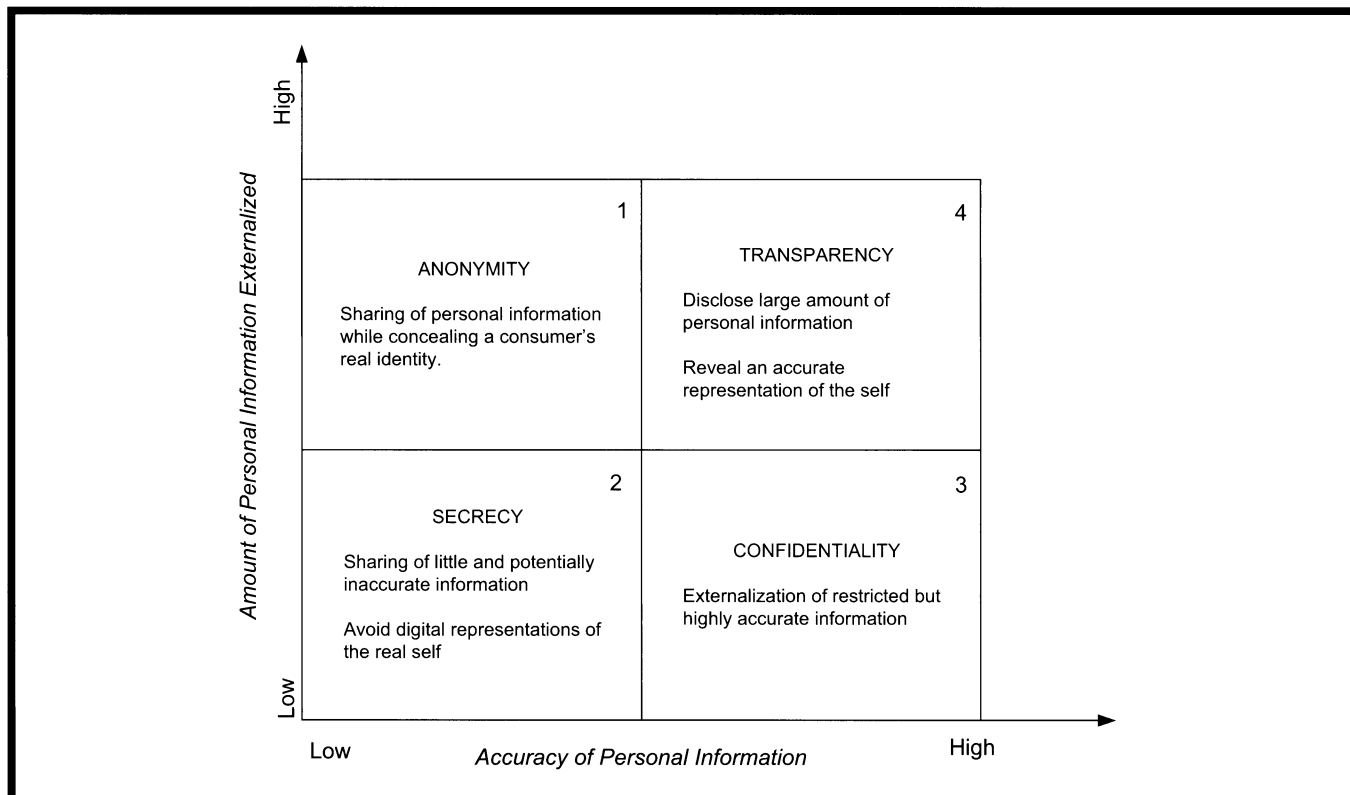 High
Amount of Personal Information Externalized
Low
1
ANONYMITY
Sharing of personal information
while concealing a consumer's
real identity.
4
TRANSPARENCY
Disclose large amount of
personal information
Reveal an accurate
representation of the self
2
SECRECY
Sharing of little and potentially
inaccurate information
Avoid digital representations of
the real self
3
CONFIDENTIALITY
Externalization of restricted but
highly accurate information
Low
Accuracy of Personal Information
High